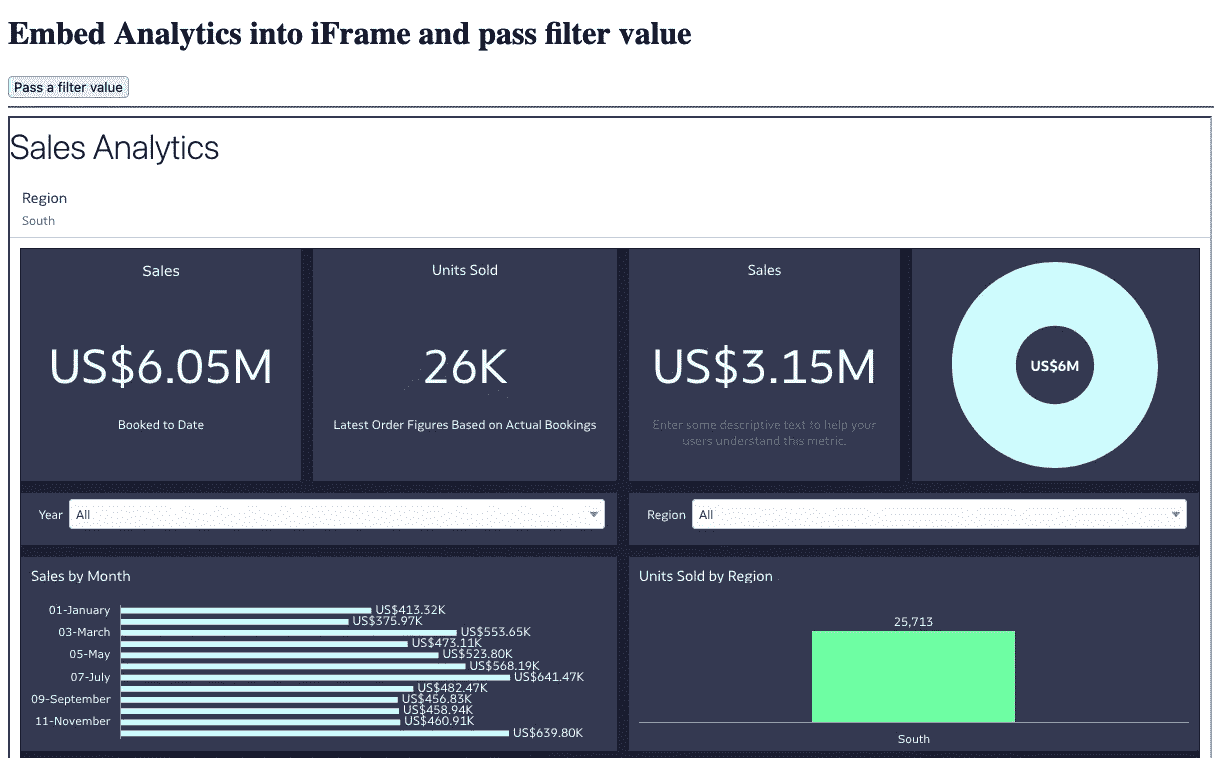 Embed Analytics into iFrame and pass filter value
Pass a filter value
Sales Analytics
Region
South
Sales
US$6.05M
Booked to Date
Units Sold
26K
Latest Order Figures Based on Actual Bookings
Sales
US$3.15M
Enter some descriptive text to help your
users understand this metric.
US$6M
Year All
Region All
Sales by Month
01-January US$413.32K
US$375.97K
03-March US$553.65K
US$473.11K
05-May US$523.80K
US$568.19K
07-July US$641.47K
US$482.47K
09-September US$456.83K
US$458.94K
11-November US$460.91K
US$639.80K
Units Sold by Region
25,713
South